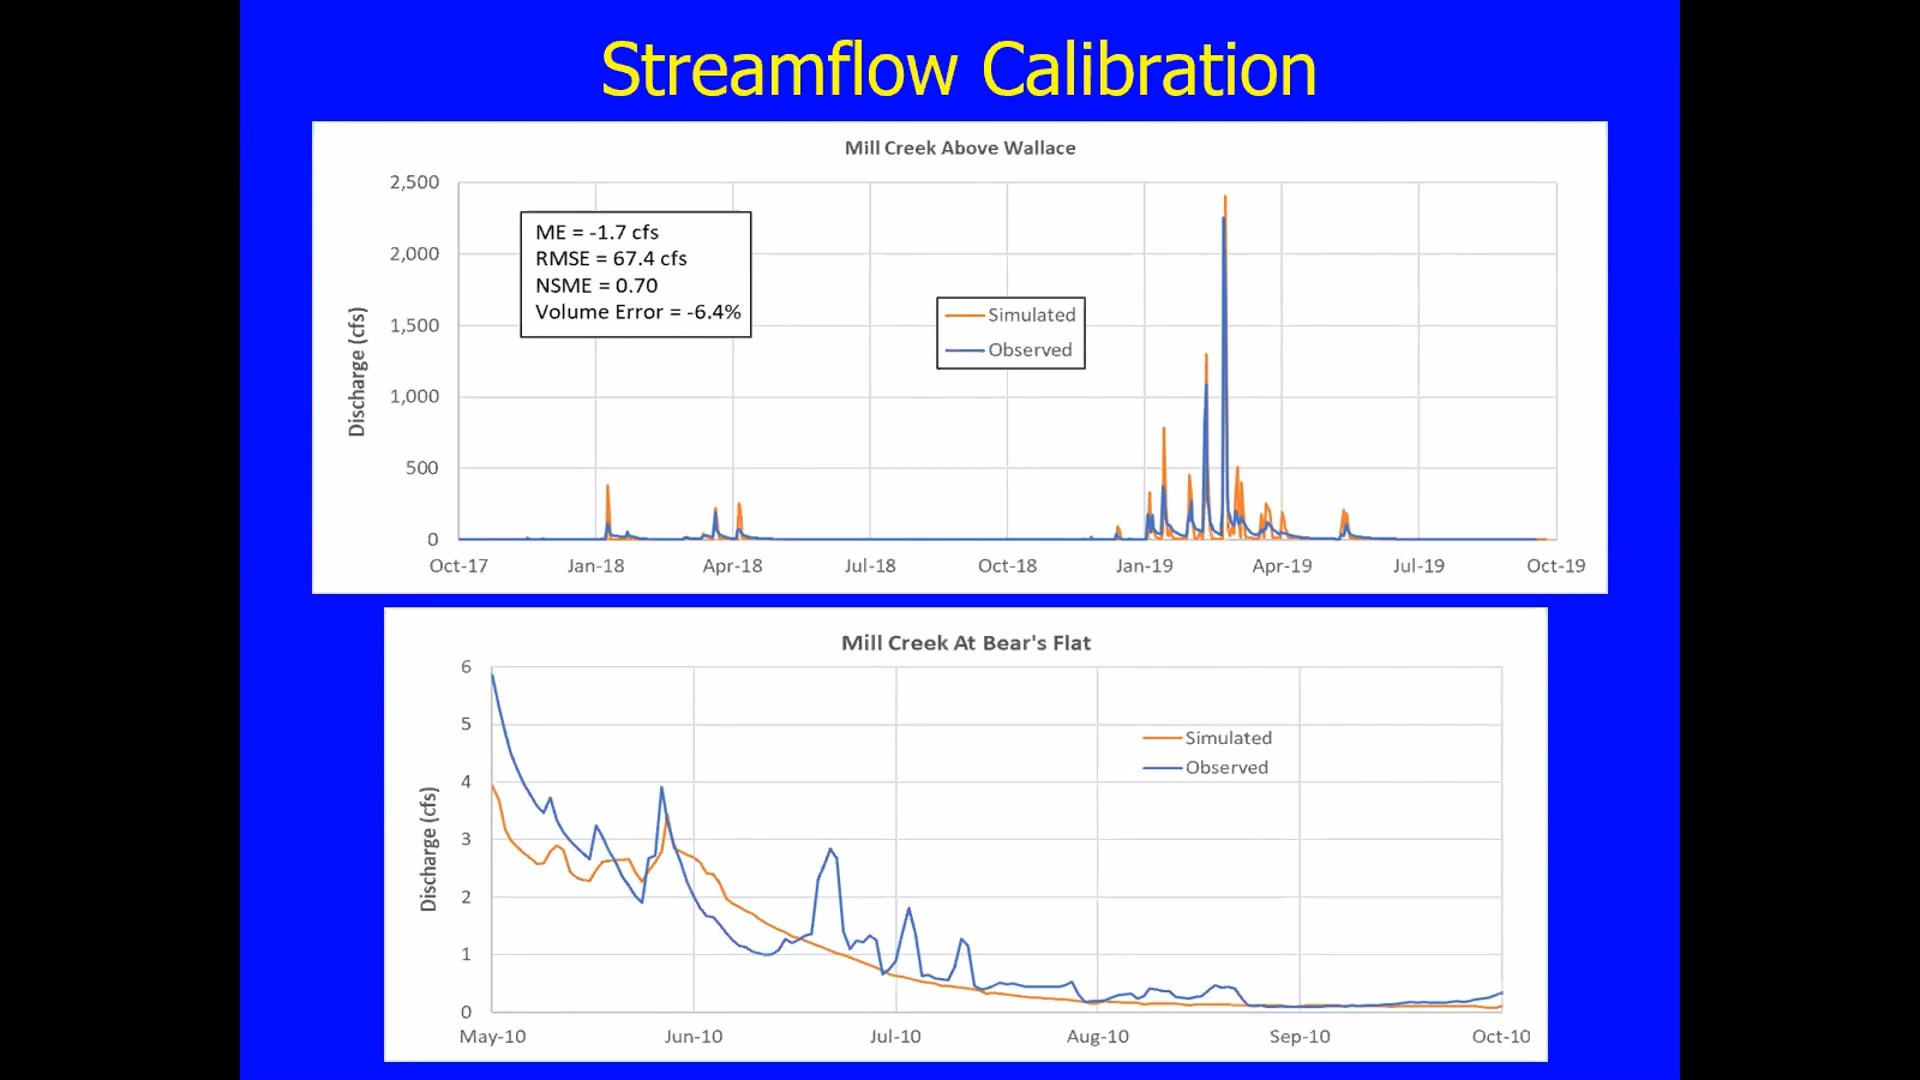 Streamflow Calibration
Mill Creek Above Wallace
2,500
2,000
1,500
1,000
500
0
Discharge (cfs)
ME = -1.7 cfs
RMSE = 67.4 cfs
NSME = 0.70
Volume Error = -6.4%
Simulated
Observed
Oct-17 Jan-18 Apr-18 Jul-18 Oct-18 Jan-19 Apr-19 Jul-19 Oct-19
Mill Creek At Bear's Flat
6
5
4
3
2
1
0
Discharge (cfs)
Simulated
Observed
May-10 Jun-10 Jul-10 Aug-10 Sep-10 Oct-10